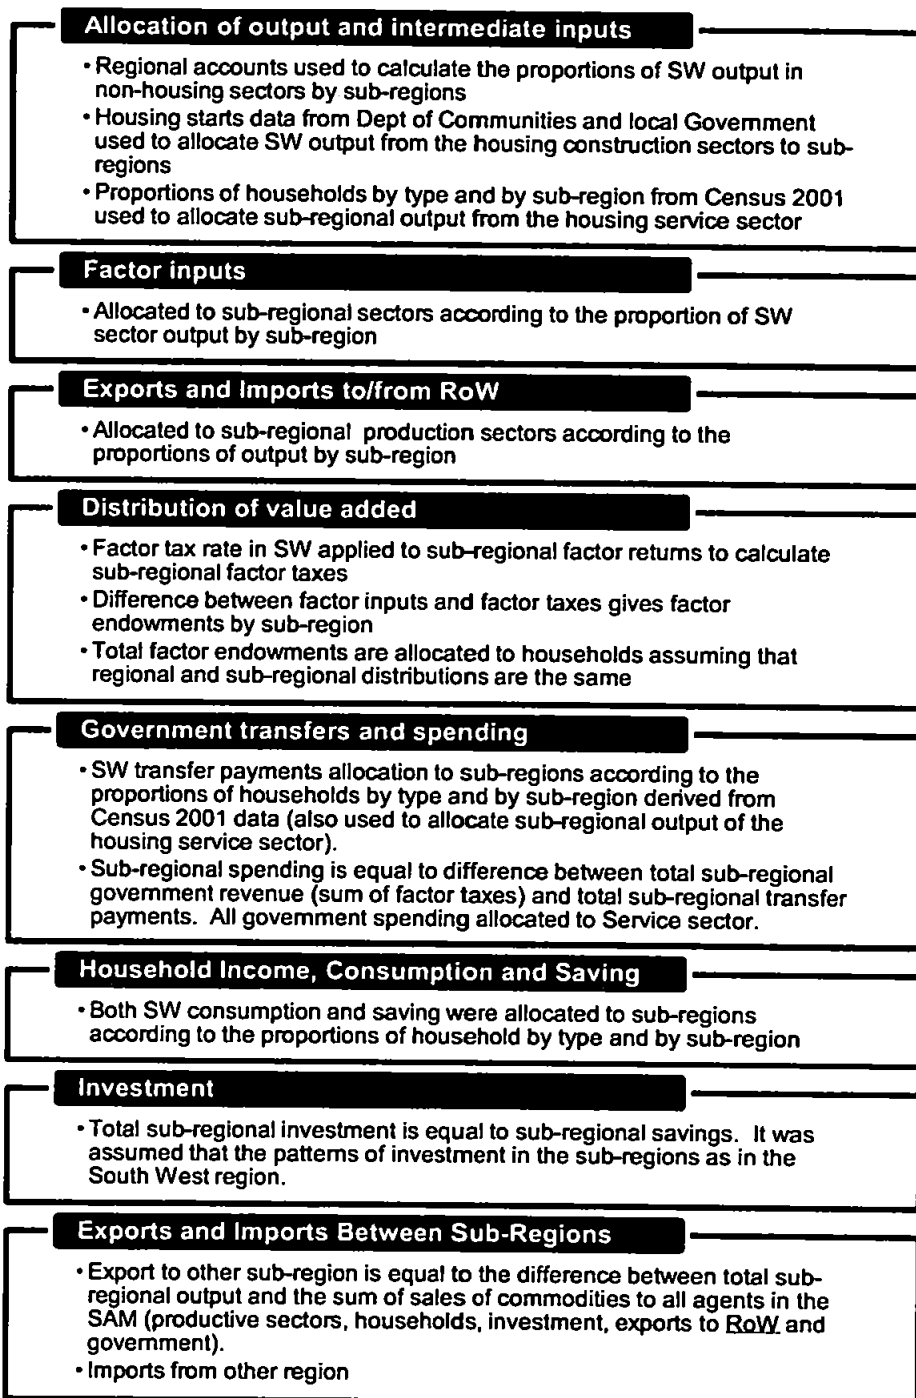 Allocation of output and intermediate inputs
• Regional accounts used to calculate the proportions of SW output in
non-housing sectors by sub-regions
• Housing starts data from Dept of Communities and local Government
used to allocate SW output from the housing construction sectors to sub-
regions
• Proportions of households by type and by sub-region from Census 2001
used to allocate sub-regional output from the housing service sector
Factor inputs
• Allocated to sub-regional sectors according to the proportion of SW
sector output by sub-region
Exports and Imports to/from RoW
• Allocated to sub-regional production sectors according to the
proportions of output by sub-region
Distribution of value added
• Factor tax rate in SW applied to sub-regional factor returns to calculate
sub-regional factor taxes
• Difference between factor inputs and factor taxes gives factor
endowments by sub-region
• Total factor endowments are allocated to households assuming that
regional and sub-regional distributions are the same
Government transfers and spending
• SW transfer payments allocation to sub-regions according to the
proportions of households by type and by sub-region derived from
Census 2001 data (also used to allocate sub-regional output of the
housing service sector).
• Sub-regional spending is equal to difference between total sub-regional
government revenue (sum of factor taxes) and total sub-regional transfer
payments. All government spending allocated to Service sector.
Household Income, Consumption and Saving
• Both SW consumption and saving were allocated to sub-regions
according to the proportions of household by type and by sub-region
Investment
• Total sub-regional investment is equal to sub-regional savings. It was
assumed that the patterns of investment in the sub-regions as in the
South West region.
Exports and Imports Between Sub-Regions
• Export to other sub-region is equal to the difference between total sub-
regional output and the sum of sales of commodities to all agents in the
SAM (productive sectors, households, investment, exports to RoW and
government).
• Imports from other region